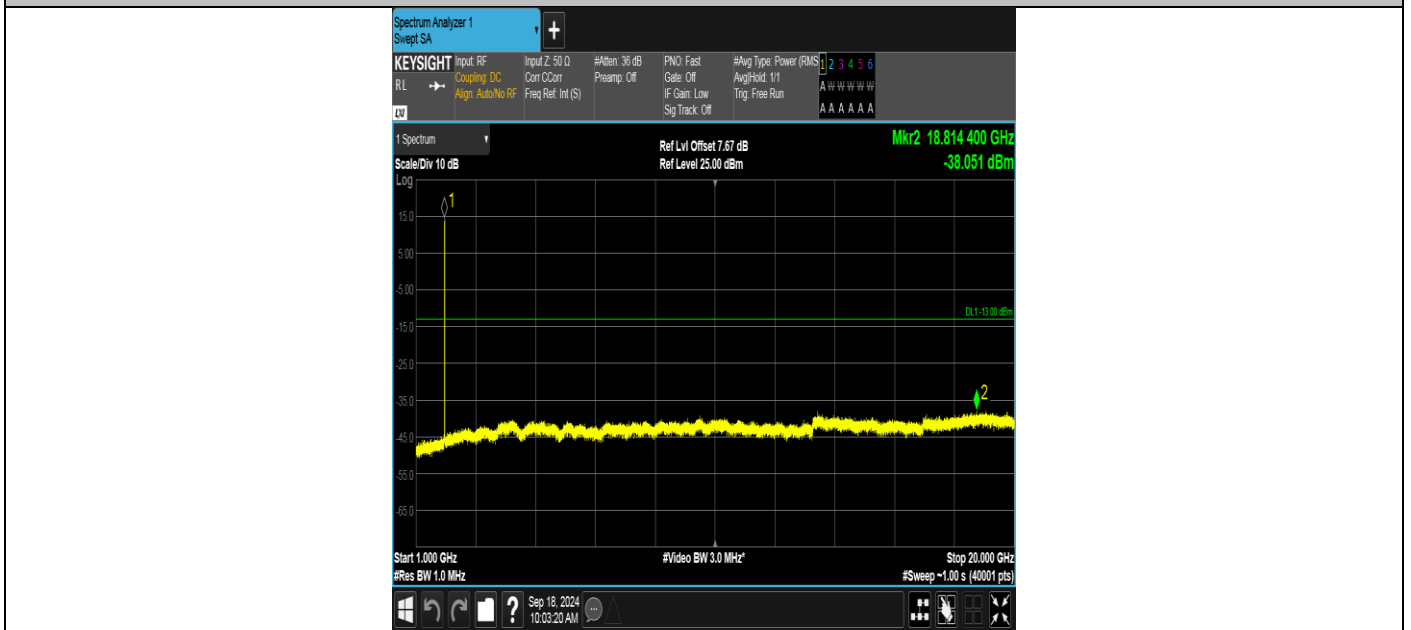 Spectrum Analyzer 1
Swept SA
+
KEYSIGHT
RL
LXI
Input: RF
Coupling: DC
Align: Auto/No RF
Input Z: 50 Ω
Corr CCorr
Freq Ref: Int (S)
#Atten: 36 dB
Preamp: Off
PNO: Fast
Gate: Off
IF Gain: Low
Sig Track: Off
#Avg Type: Power (RMS
Avg|Hold: 1/1
Trig: Free Run
1 2 3 4 5 6
A W W W W W
A A A A A A
1 Spectrum
Scale/Div 10 dB
Log
Ref Lvl Offset 7.67 dB
Ref Level 25.00 dBm
Mkr2 18.814 400 GHz
-38.051 dBm
1
15.0
5.00
-5.00
DL1 -13.00 dBm
-15.0
-25.0
2
-35.0
-45.0
-55.0
-65.0
Start 1.000 GHz
#Video BW 3.0 MHz*
Stop 20.000 GHz
#Res BW 1.0 MHz
#Sweep ~1.00 s (40001 pts)
?
Sep 18, 2024
10:03:20 AM